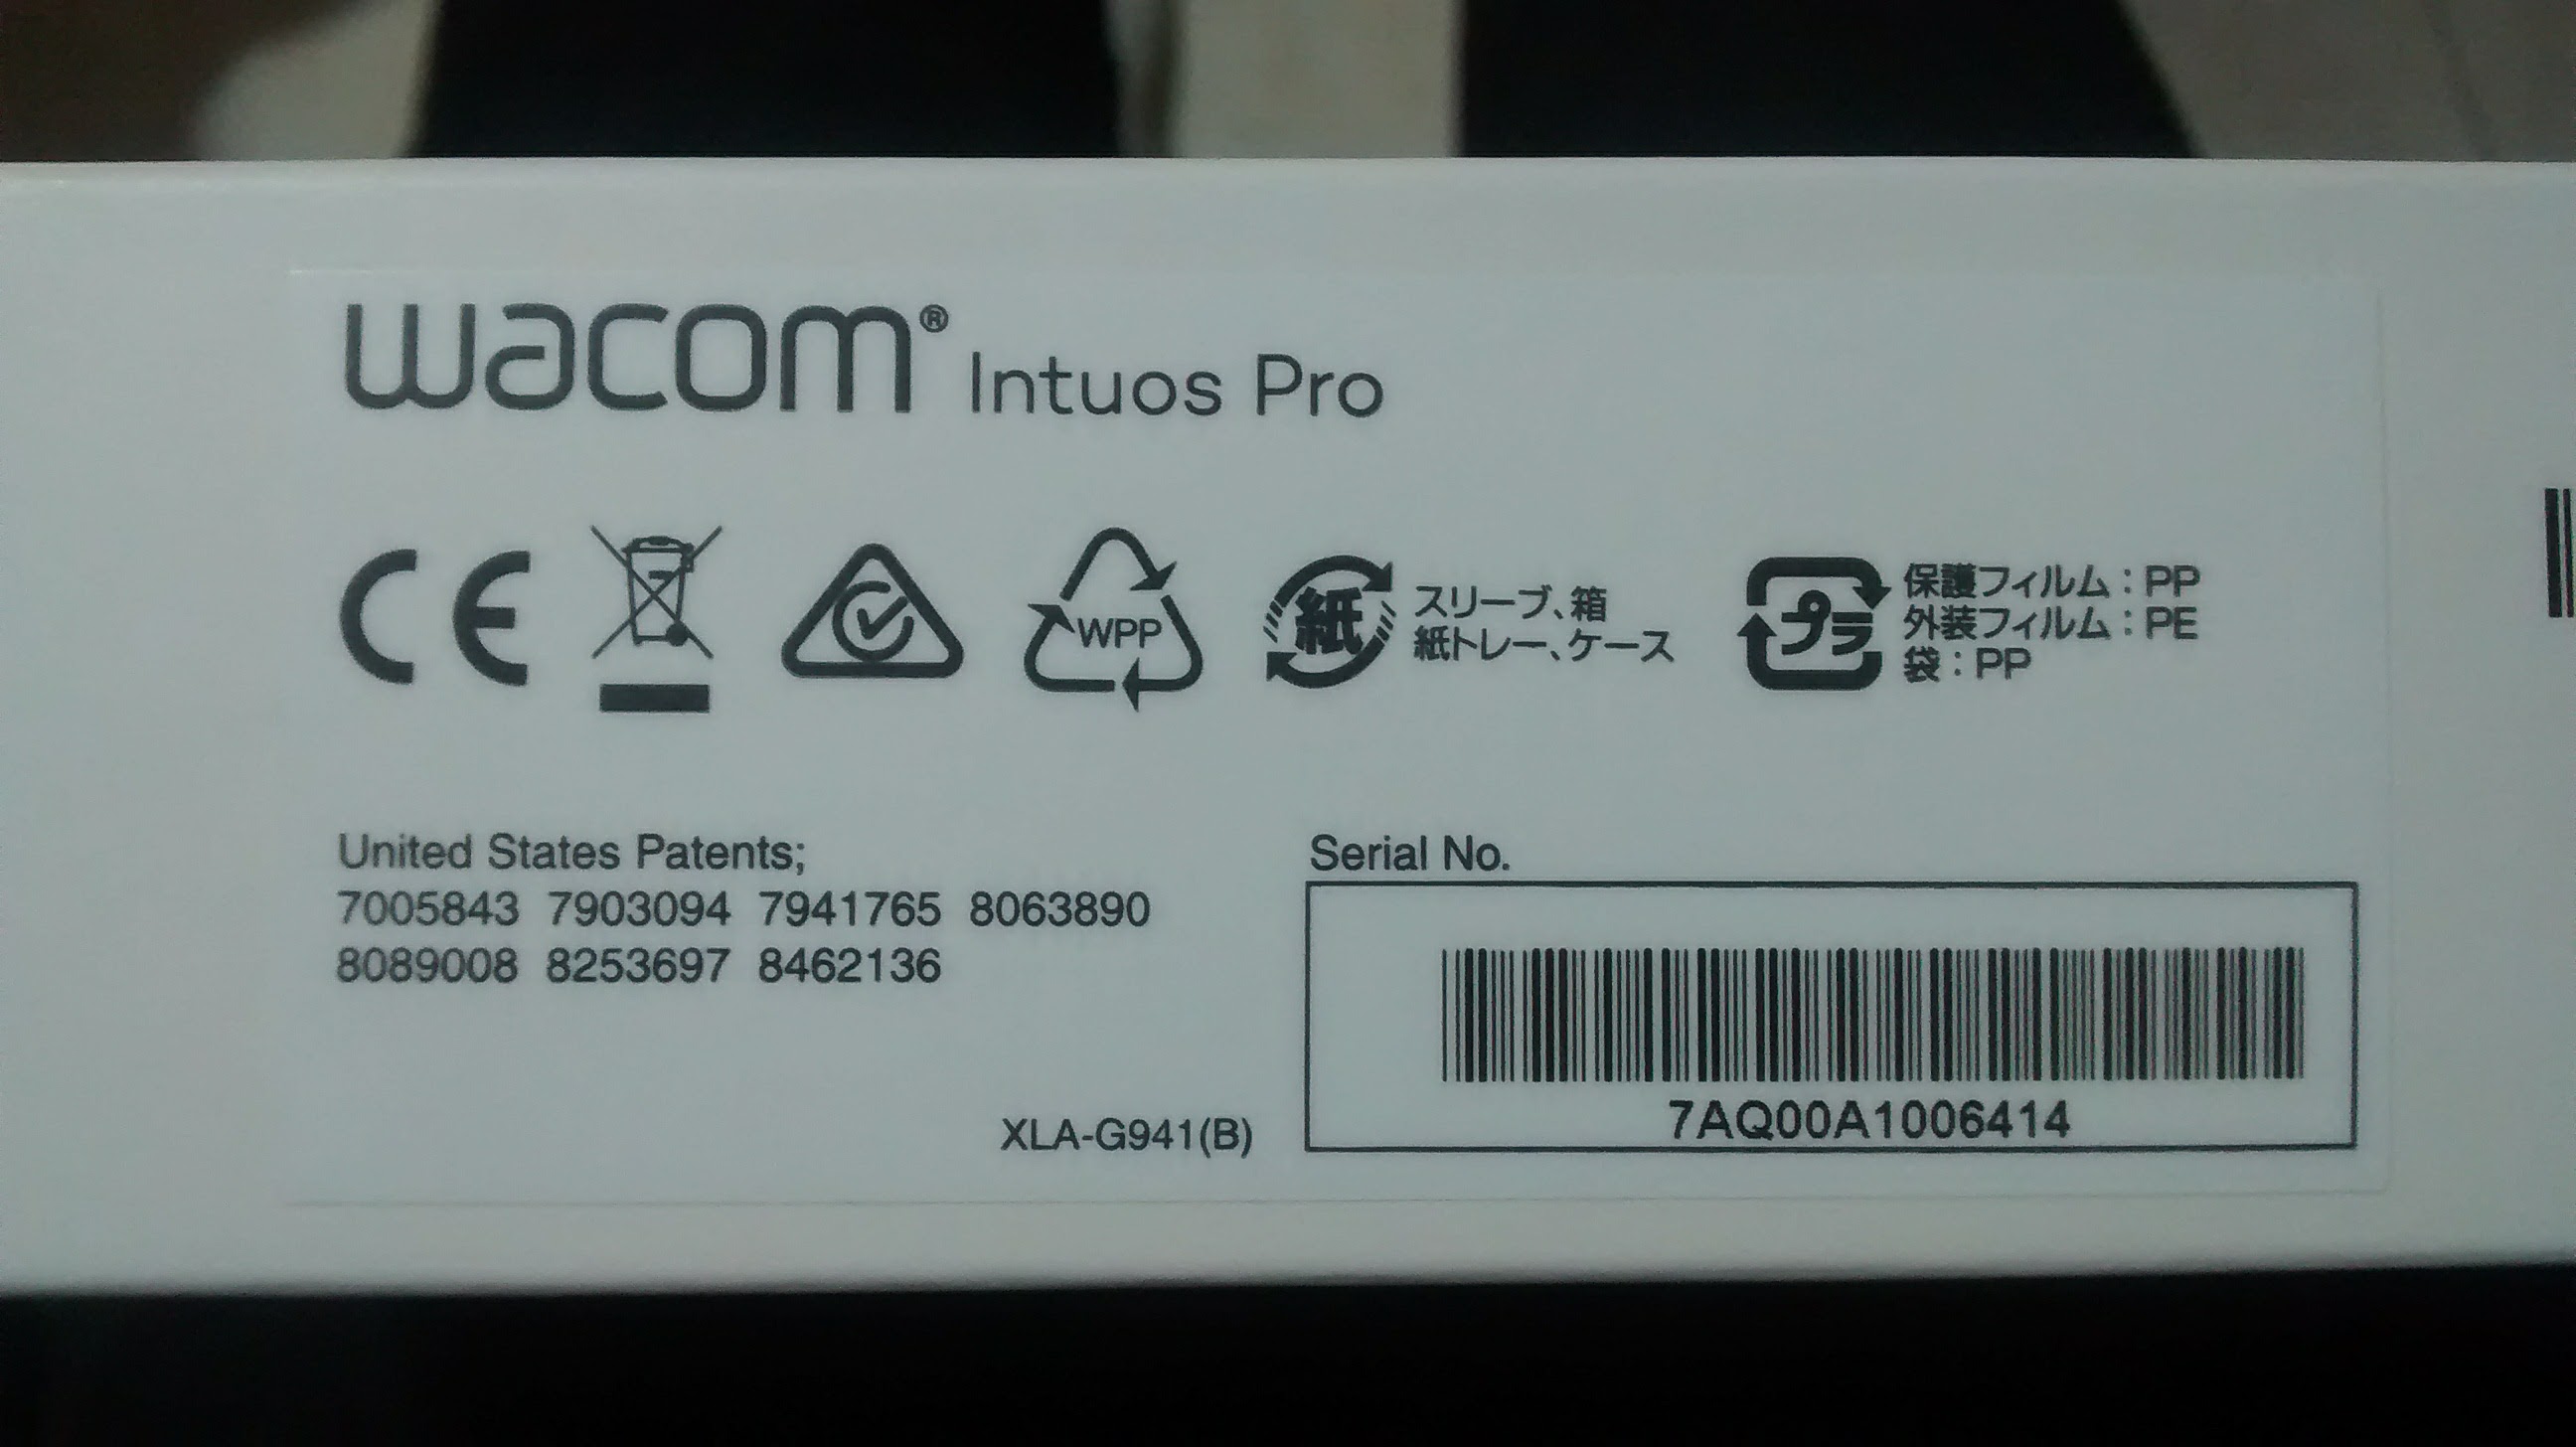 wacom® Intuos Pro
CE
WPP
紙
スリーブ、箱
紙トレー、ケース
プラ
保護フィルム：PP
外装フィルム：PE
袋：PP
United States Patents;
7005843 7903094 7941765 8063890
8089008 8253697 8462136
XLA-G941(B)
Serial No.
7AQ00A1006414